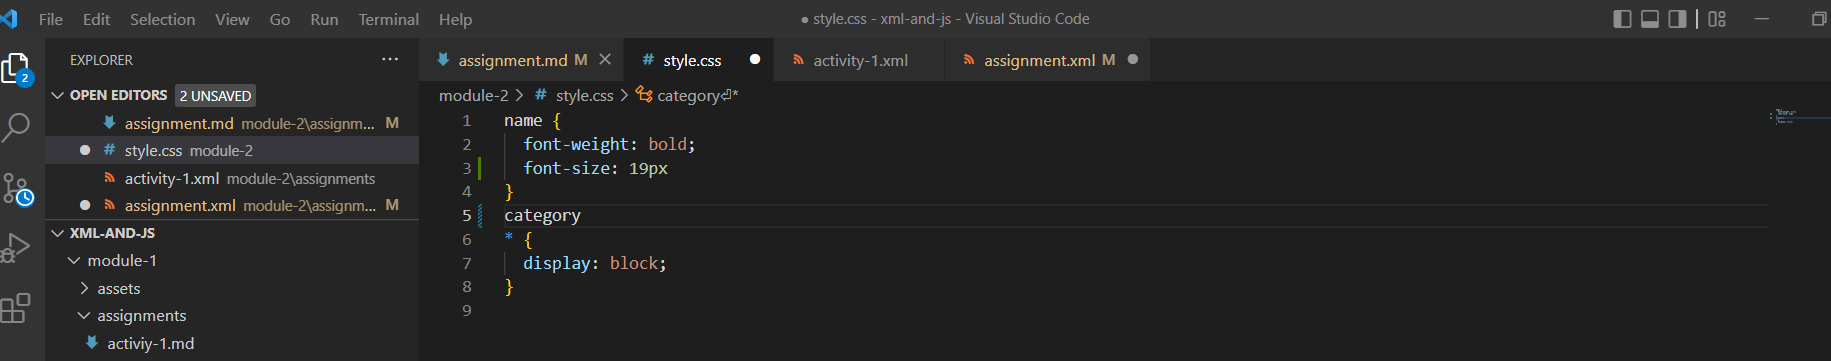 File Edit Selection View Go Run Terminal Help ● style.css - xml-and-js - Visual Studio Code
2
EXPLORER ...
OPEN EDITORS 2 UNSAVED
assignment.md module-2\assignm... M
style.css module-2
activity-1.xml module-2\assignments
assignment.xml module-2\assignm... M
XML-AND-JS
module-1
assets
assignments
activiy-1.md
assignment.md M
# style.css
activity-1.xml
assignment.xml M
module-2 > # style.css > category⏎*
1 name {
2 font-weight: bold;
3 font-size: 19px
4 }
5 category
6 * {
7 display: block;
8 }
9